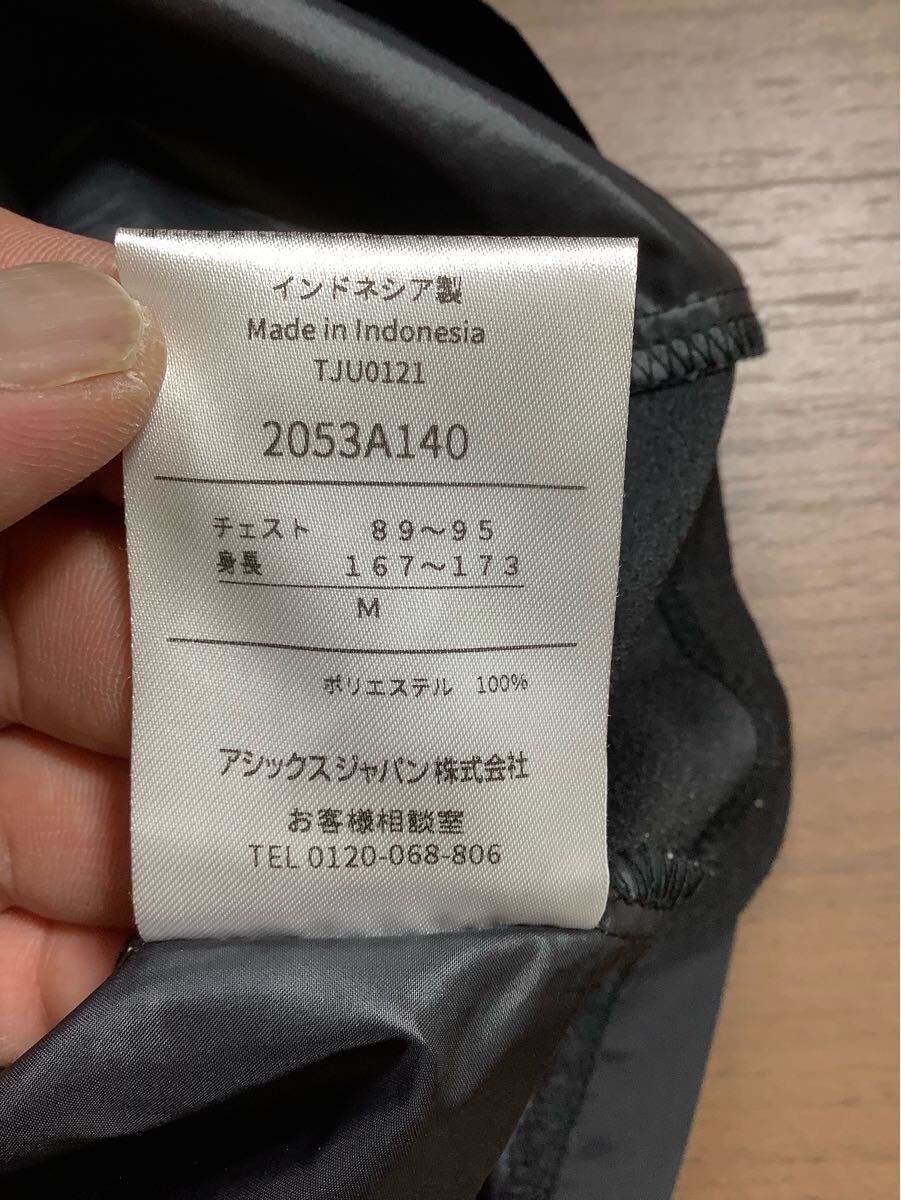 インドネシア製
Made in Indonesia
TJU0121
2053A140
チェスト　８９～９５
身長　１６７～１７３
M
ポリエステル　100%
アシックスジャパン株式会社
お客様相談室
TEL 0120-068-806